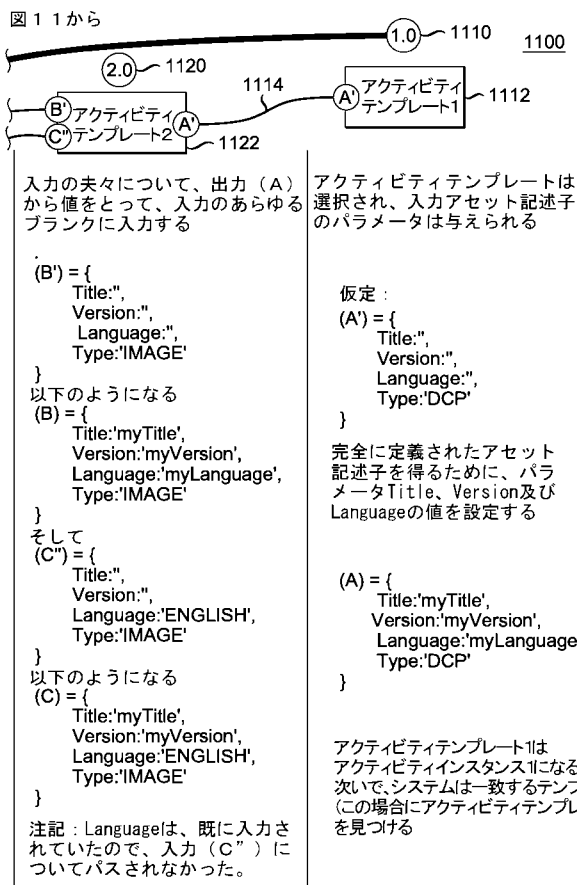 図11から
1.0 1110
1100
2.0 1120
1114
B' アクティビティ
C" テンプレート2
A'
1122
A' アクティビティ
テンプレート1
1112
入力の夫々について、出力（A）
から値をとって、入力のあらゆる
ブランクに入力する
.
(B') = {
Title:'',
Version:'',
Language:'',
Type:'IMAGE'
}
以下のようになる
(B) = {
Title:'myTitle',
Version:'myVersion',
Language:'myLanguage',
Type:'IMAGE'
}
そして
(C") = {
Title:'',
Version:'',
Language:'ENGLISH',
Type:'IMAGE'
}
以下のようになる
(C) = {
Title:'myTitle',
Version:'myVersion',
Language:'ENGLISH',
Type:'IMAGE'
}
注記：Languageは、既に入力さ
れていたので、入力（C"）に
ついてパスされなかった。
アクティビティテンプレートは
選択され、入力アセット記述子
のパラメータは与えられる
仮定：
(A') = {
Title:'',
Version:'',
Language:'',
Type:'DCP'
}
完全に定義されたアセット
記述子を得るために、パラ
メータTitle、Version及び
Languageの値を設定する
(A) = {
Title:'myTitle',
Version:'myVersion',
Language:'myLanguage
Type:'DCP'
}
アクティビティテンプレート1は
アクティビティインスタンス1になる
次いで、システムは一致するテンプ
(この場合にアクティビティテンプレ
を見つける